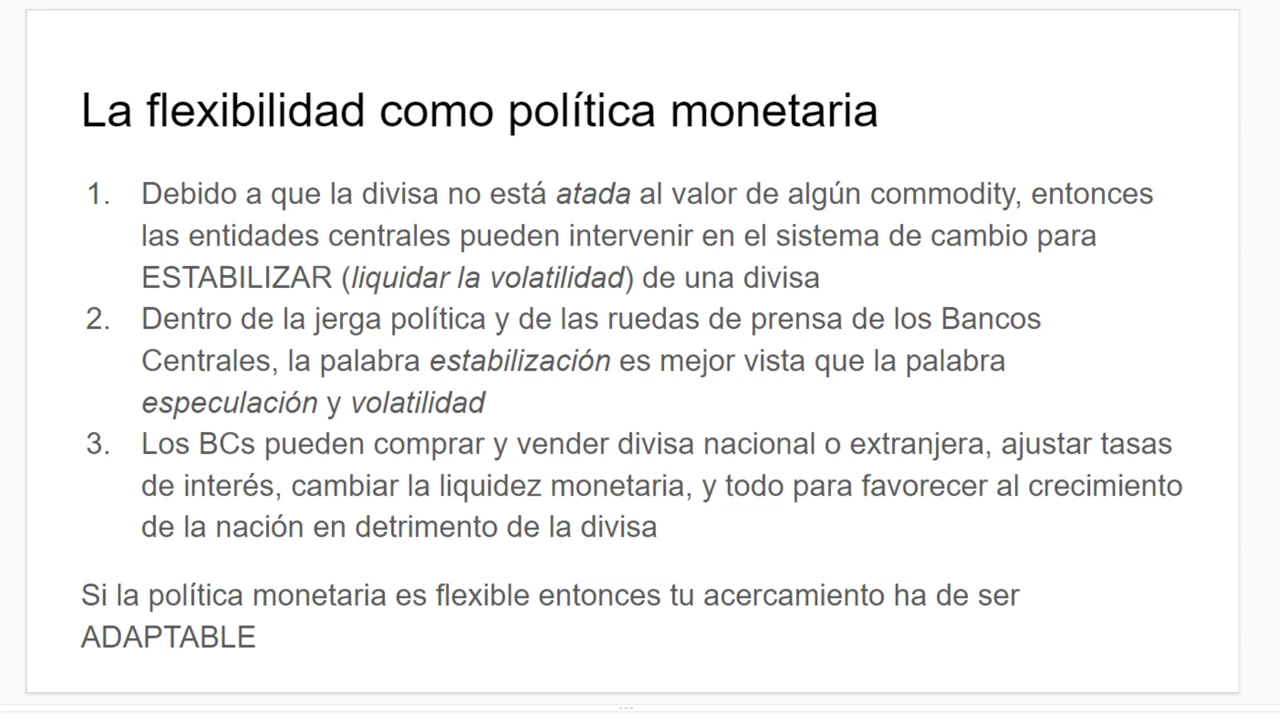 La flexibilidad como política monetaria
1. Debido a que la divisa no está atada al valor de algún commodity, entonces
las entidades centrales pueden intervenir en el sistema de cambio para
ESTABILIZAR (liquidar la volatilidad) de una divisa
2. Dentro de la jerga política y de las ruedas de prensa de los Bancos
Centrales, la palabra estabilización es mejor vista que la palabra
especulación y volatilidad
3. Los BCs pueden comprar y vender divisa nacional o extranjera, ajustar tasas
de interés, cambiar la liquidez monetaria, y todo para favorecer al crecimiento
de la nación en detrimento de la divisa
Si la política monetaria es flexible entonces tu acercamiento ha de ser
ADAPTABLE